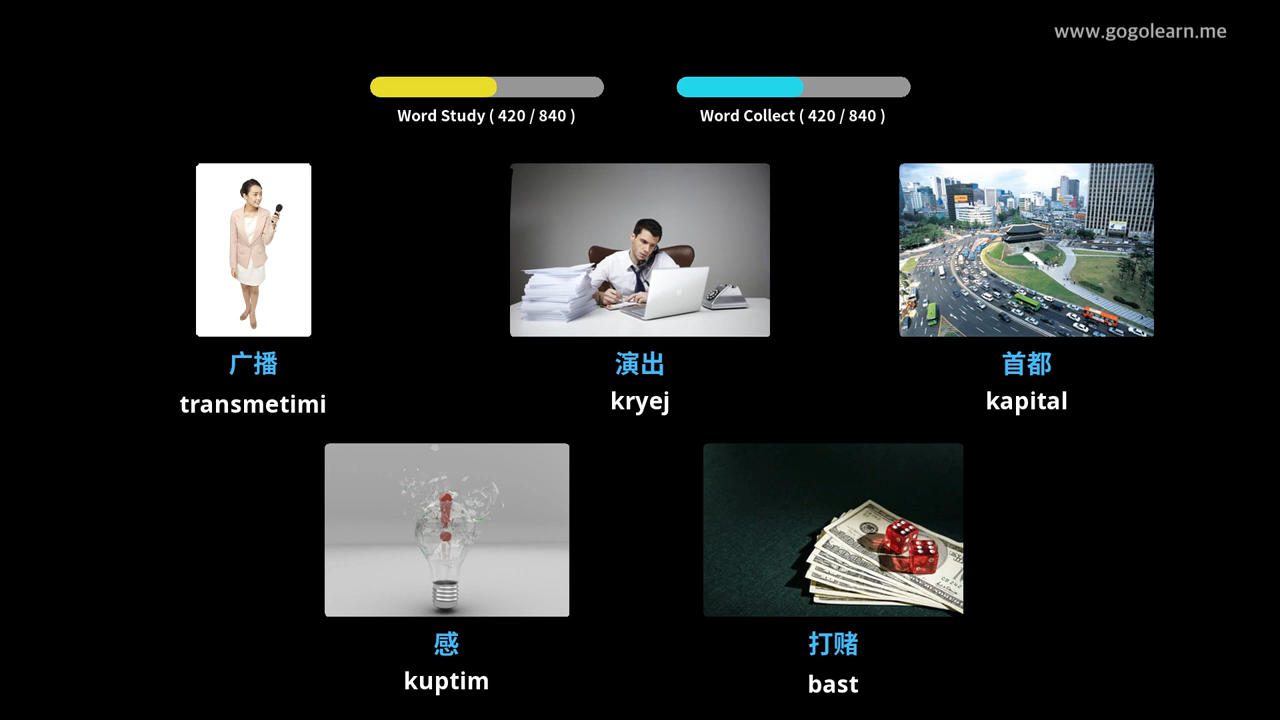 www.gogolearn.me
Word Study ( 420 / 840 )
Word Collect ( 420 / 840 )
广播
transmetimi
演出
kryej
首都
kapital
感
kuptim
打赌
bast